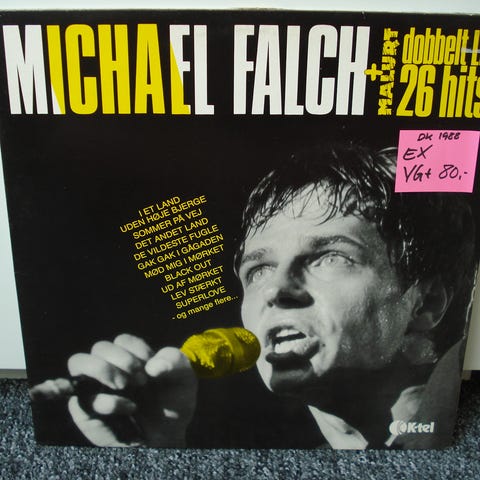 MICHAEL FALCH
+ MALURT
dobbelt L
26 hits
DK 1988
EX
VG+ 80,-
I ET LAND
UDEN HØJE BJERGE
SOMMER PÅ VEJ
DET ANDET LAND
DE VILDESTE FUGLE
GAK GAK I GÅGADEN
MØD MIG I MØRKET
BLACK OUT
UD AF MØRKET
LEV STÆRKT
SUPERLOVE
- og mange flere...
K-tel